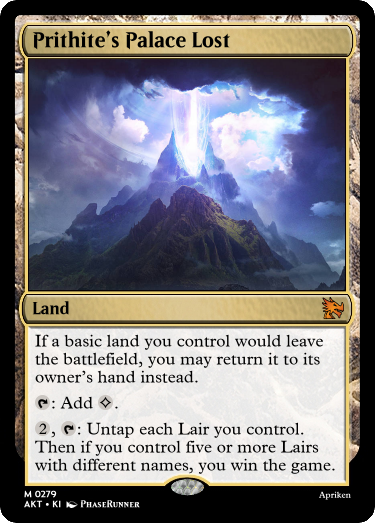 Prithite's Palace Lost
Land
If a basic land you control would leave
the battlefield, you may return it to its
owner's hand instead.
: Add .
2, : Untap each Lair you control.
Then if you control five or more Lairs
with different names, you win the game.
M 0279
AKT • KI PhaseRunner
Apriken